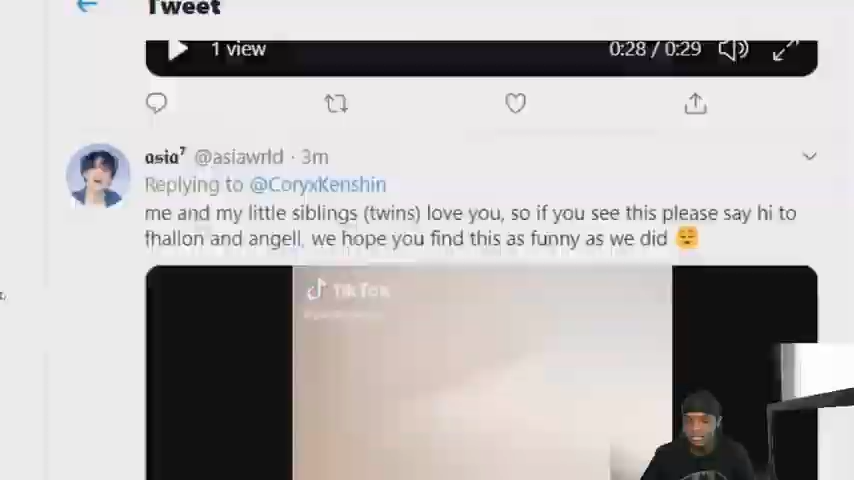 Tweet
1 view 0:28 / 0:29
asia⁷ @asiawrld · 3m
Replying to @CoryxKenshin
me and my little siblings (twins) love you, so if you see this please say hi to
fhallon and angell, we hope you find this as funny as we did 😔
TikTok